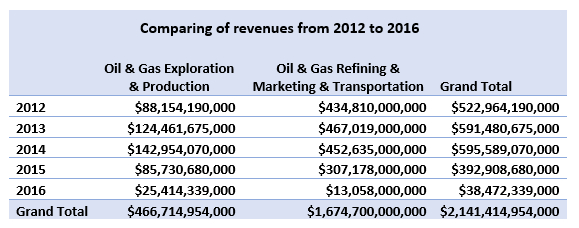 Comparing of revenues from 2012 to 2016
Oil & Gas Exploration & Production Oil & Gas Refining & Marketing & Transportation Grand Total
2012 $88,154,190,000 $434,810,000,000 $522,964,190,000
2013 $124,461,675,000 $467,019,000,000 $591,480,675,000
2014 $142,954,070,000 $452,635,000,000 $595,589,070,000
2015 $85,730,680,000 $307,178,000,000 $392,908,680,000
2016 $25,414,339,000 $13,058,000,000 $38,472,339,000
Grand Total $466,714,954,000 $1,674,700,000,000 $2,141,414,954,000